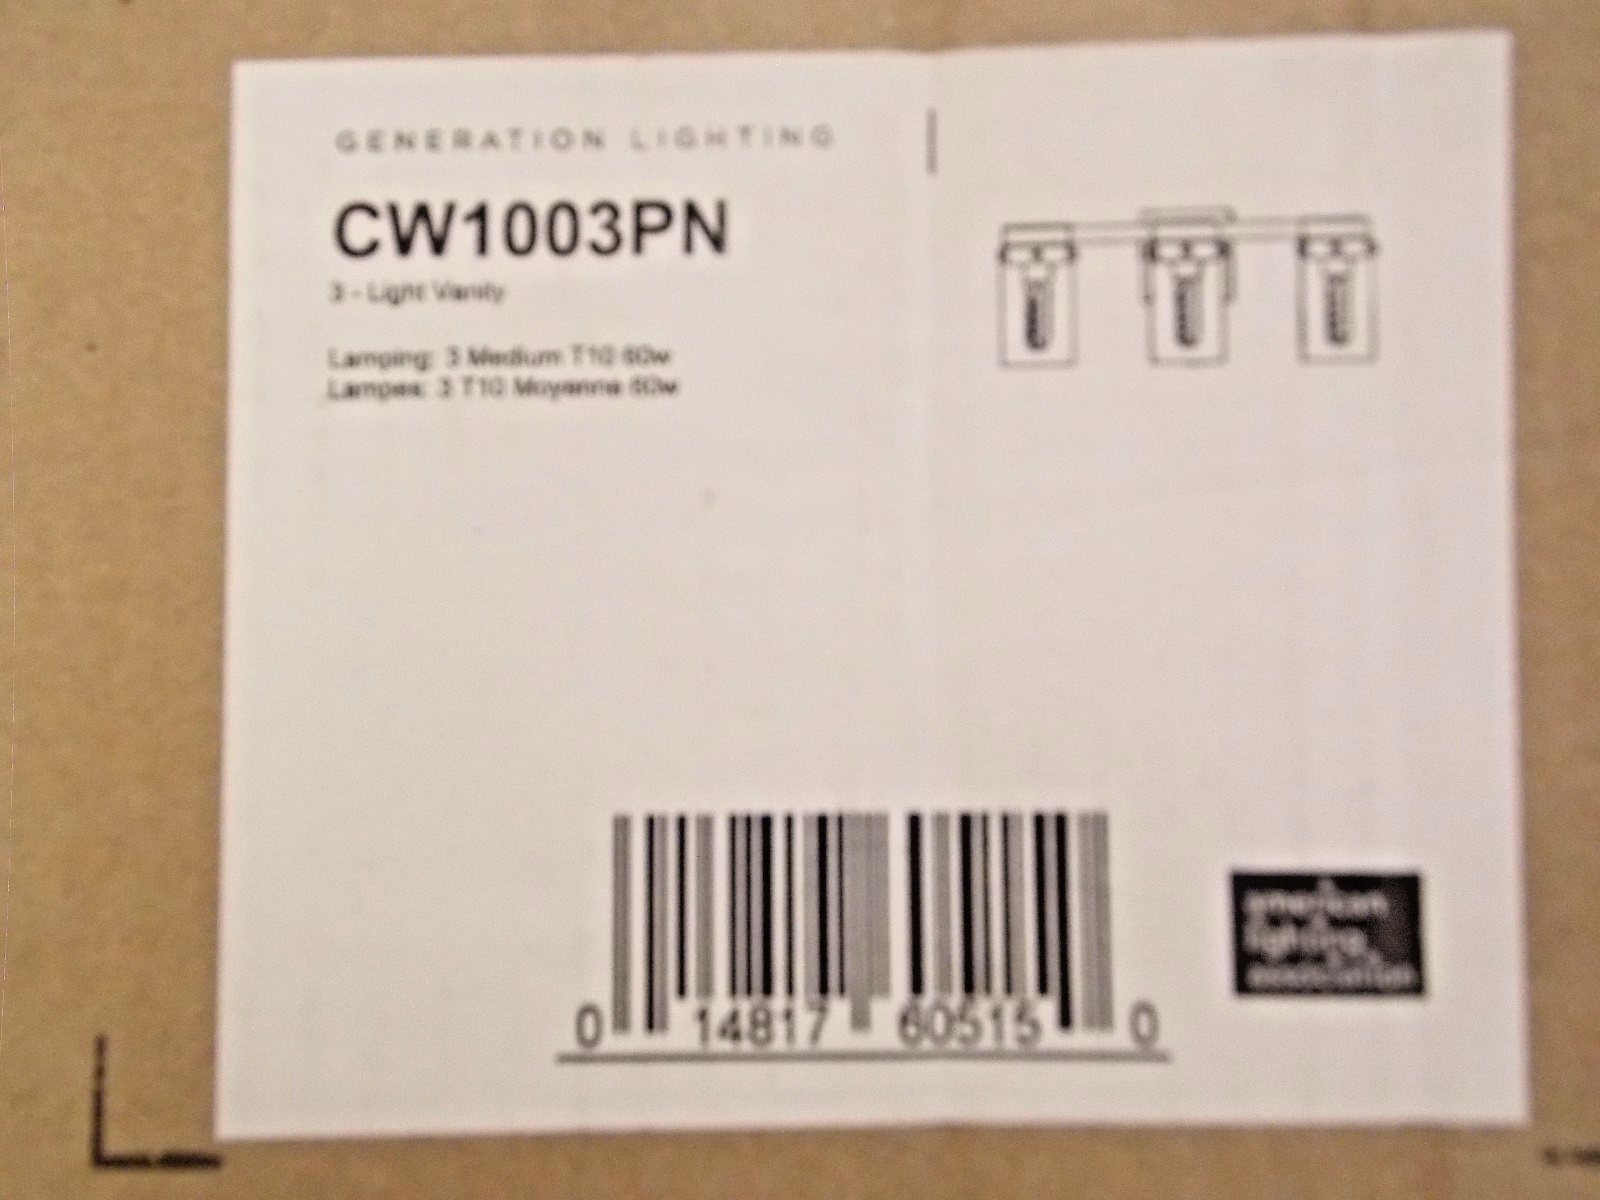 GENERATION LIGHTING
CW1003PN
3 - Light Vanity
Lamping: 3 Medium T10 60w
Lampes: 3 T10 Moyenne 60w
0 14817 60515 0
american
lighting
association